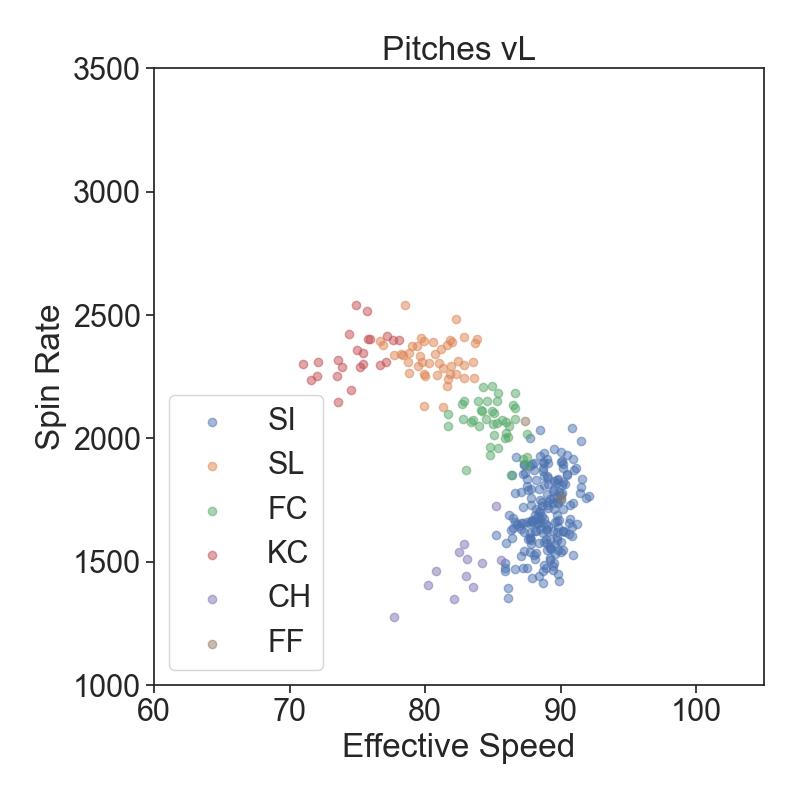 Pitches vL
3500
3000
2500
2000
1500
1000
Spin Rate
SI
SL
FC
KC
CH
FF
60 70 80 90 100
Effective Speed